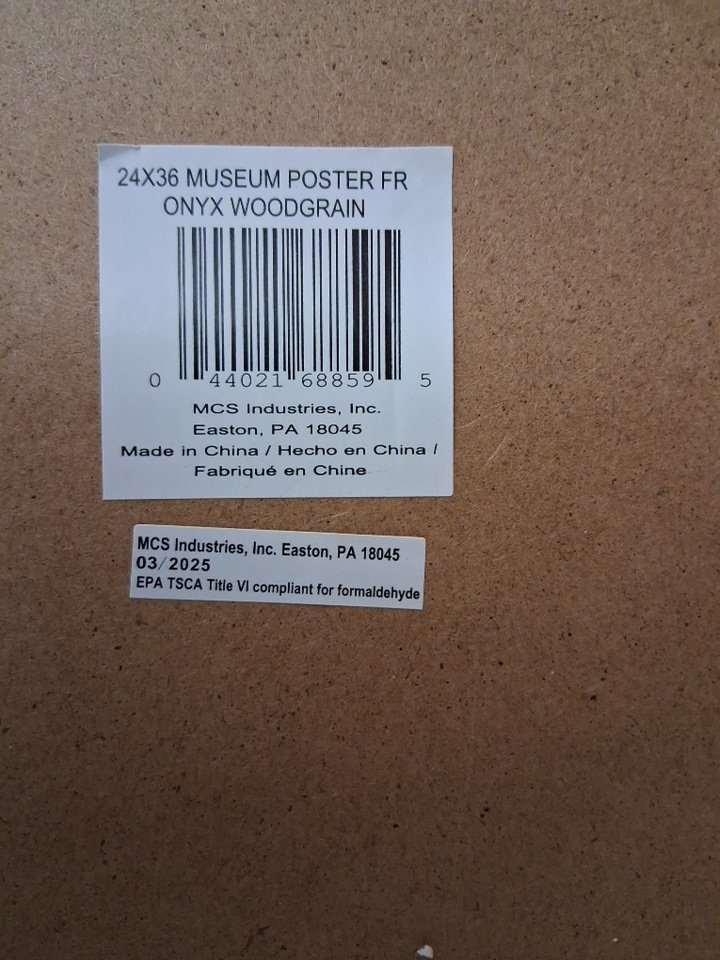 24X36 MUSEUM POSTER FR
ONYX WOODGRAIN
0 44021 68859 5
MCS Industries, Inc.
Easton, PA 18045
Made in China / Hecho en China /
Fabriqué en Chine
MCS Industries, Inc. Easton, PA 18045
03/2025
EPA TSCA Title VI compliant for formaldehyde